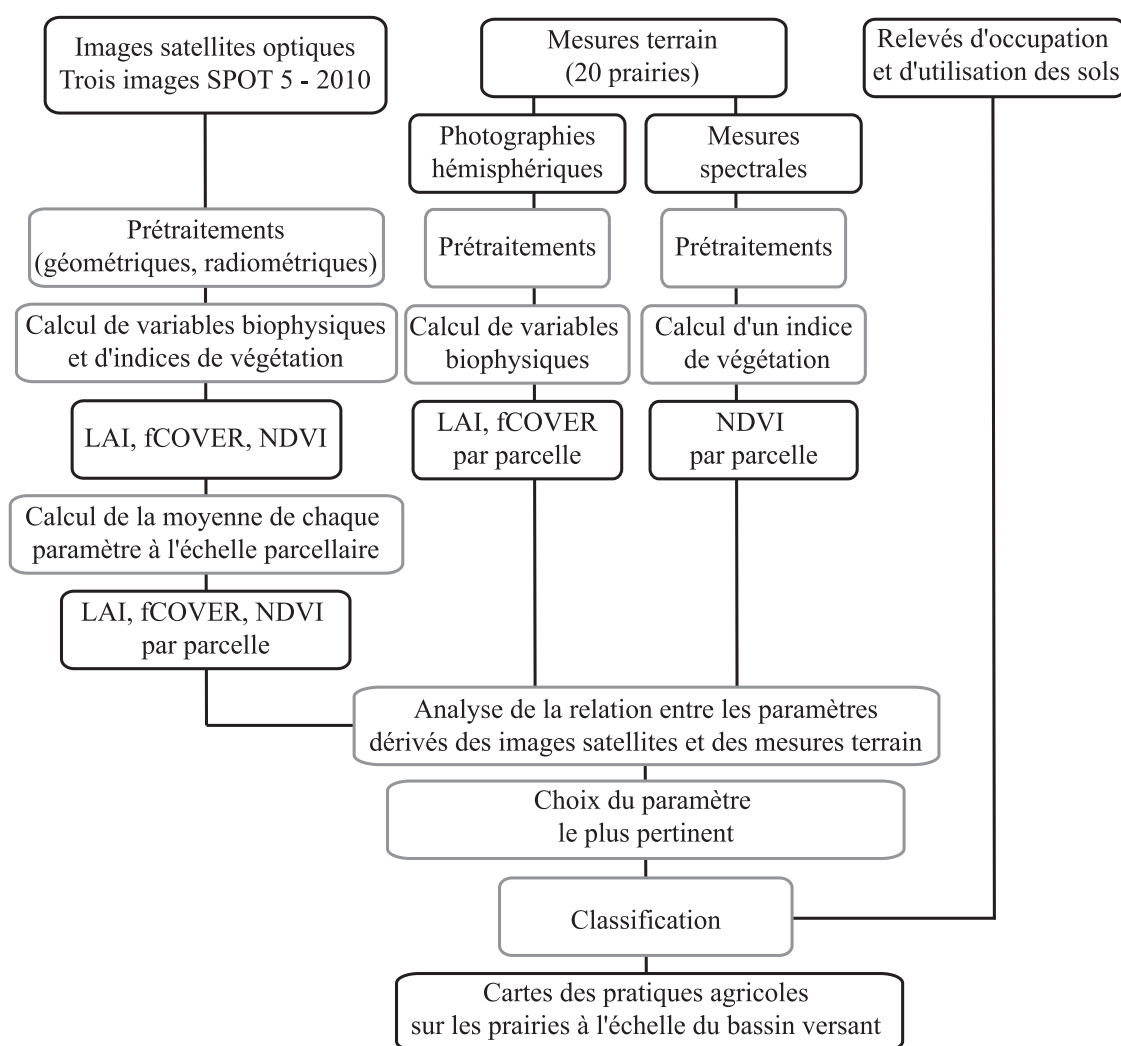 Images satellites optiques
Trois images SPOT 5 - 2010
Mesures terrain
(20 prairies)
Relevés d'occupation
et d'utilisation des sols
Photographies
hémisphériques
Mesures
spectrales
Prétraitements
(géométriques, radiométriques)
Prétraitements
Prétraitements
Calcul de variables biophysiques
et d'indices de végétation
Calcul de variables
biophysiques
Calcul d'un indice
de végétation
LAI, fCOVER, NDVI
LAI, fCOVER
par parcelle
NDVI
par parcelle
Calcul de la moyenne de chaque
paramètre à l'échelle parcellaire
LAI, fCOVER, NDVI
par parcelle
Analyse de la relation entre les paramètres
dérivés des images satellites et des mesures terrain
Choix du paramètre
le plus pertinent
Classification
Cartes des pratiques agricoles
sur les prairies à l'échelle du bassin versant